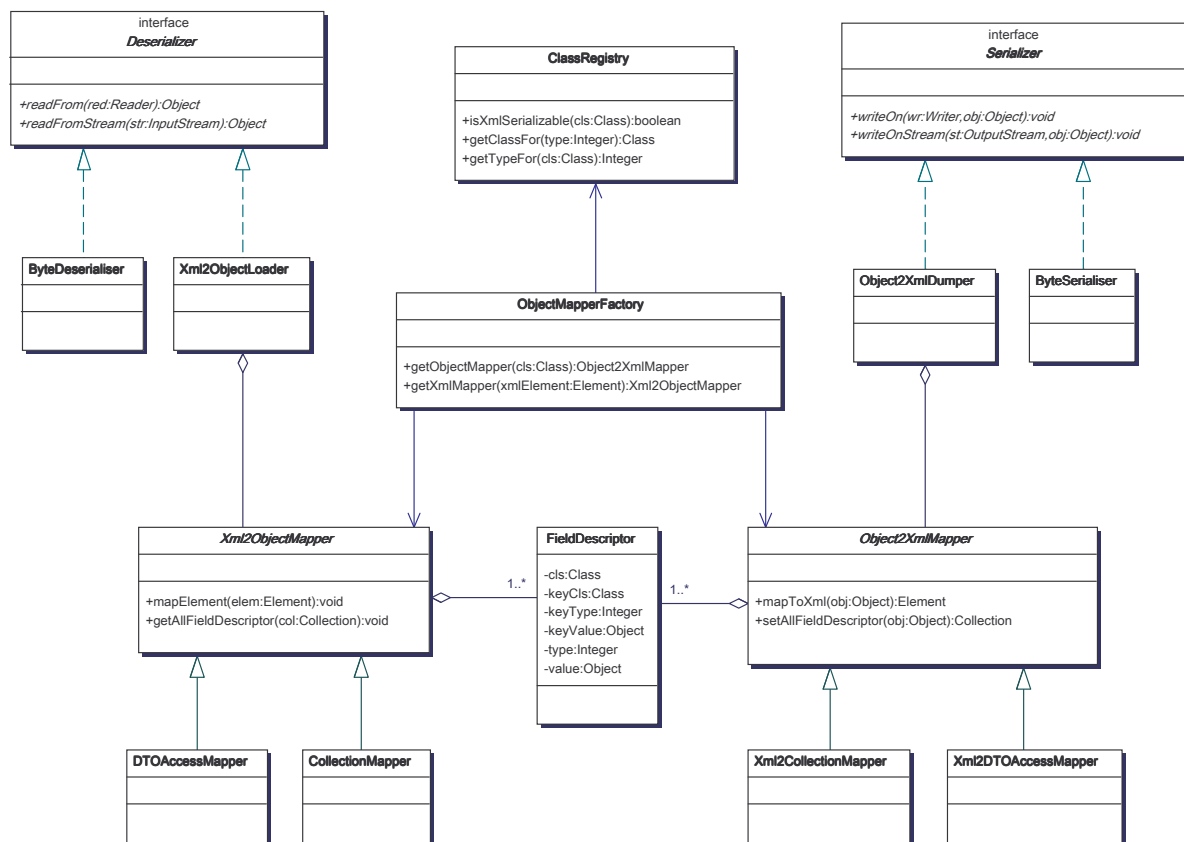 interface
Deserializer
+readFrom(red:Reader):Object
+readFromStream(str:InputStream):Object
ClassRegistry
+isXmlSerializable(cls:Class):boolean
+getClassFor(type:Integer):Class
+getTypeFor(cls:Class):Integer
interface
Serializer
+writeOn(wr:Writer,obj:Object):void
+writeOnStream(st:OutputStream,obj:Object):void
ByteDeserialiser
Xml2ObjectLoader
ObjectMapperFactory
+getObjectMapper(cls:Class):Object2XmlMapper
+getXmlMapper(xmlElement:Element):Xml2ObjectMapper
Object2XmlDumper
ByteSerialiser
Xml2ObjectMapper
+mapElement(elem:Element):void
+getAllFieldDescriptor(col:Collection):void
1..*
FieldDescriptor
-cls:Class
-keyCls:Class
-keyType:Integer
-keyValue:Object
-type:Integer
-value:Object
1..*
Object2XmlMapper
+mapToXml(obj:Object):Element
+setAllFieldDescriptor(obj:Object):Collection
DTOAccessMapper
CollectionMapper
Xml2CollectionMapper
Xml2DTOAccessMapper